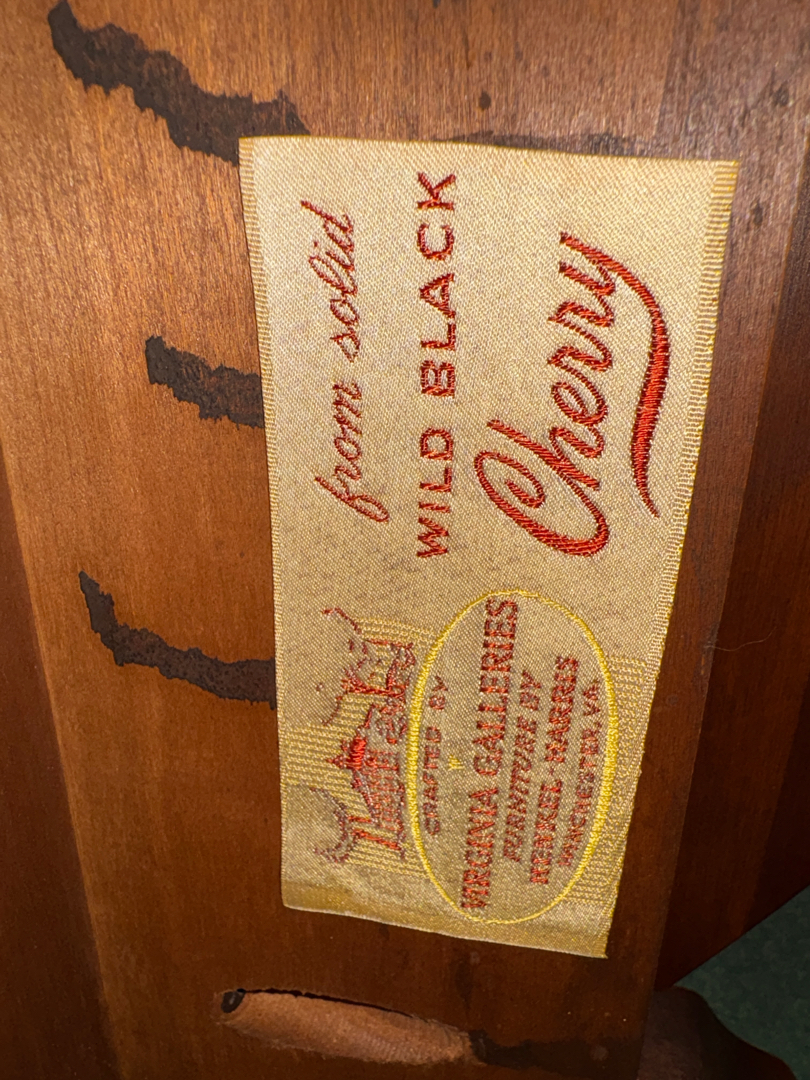 from solid
WILD BLACK
Cherry
CRAFTED BY
VIRGINIA GALLERIES
FURNITURE BY
HENKEL-HARRIS
WINCHESTER, VA.